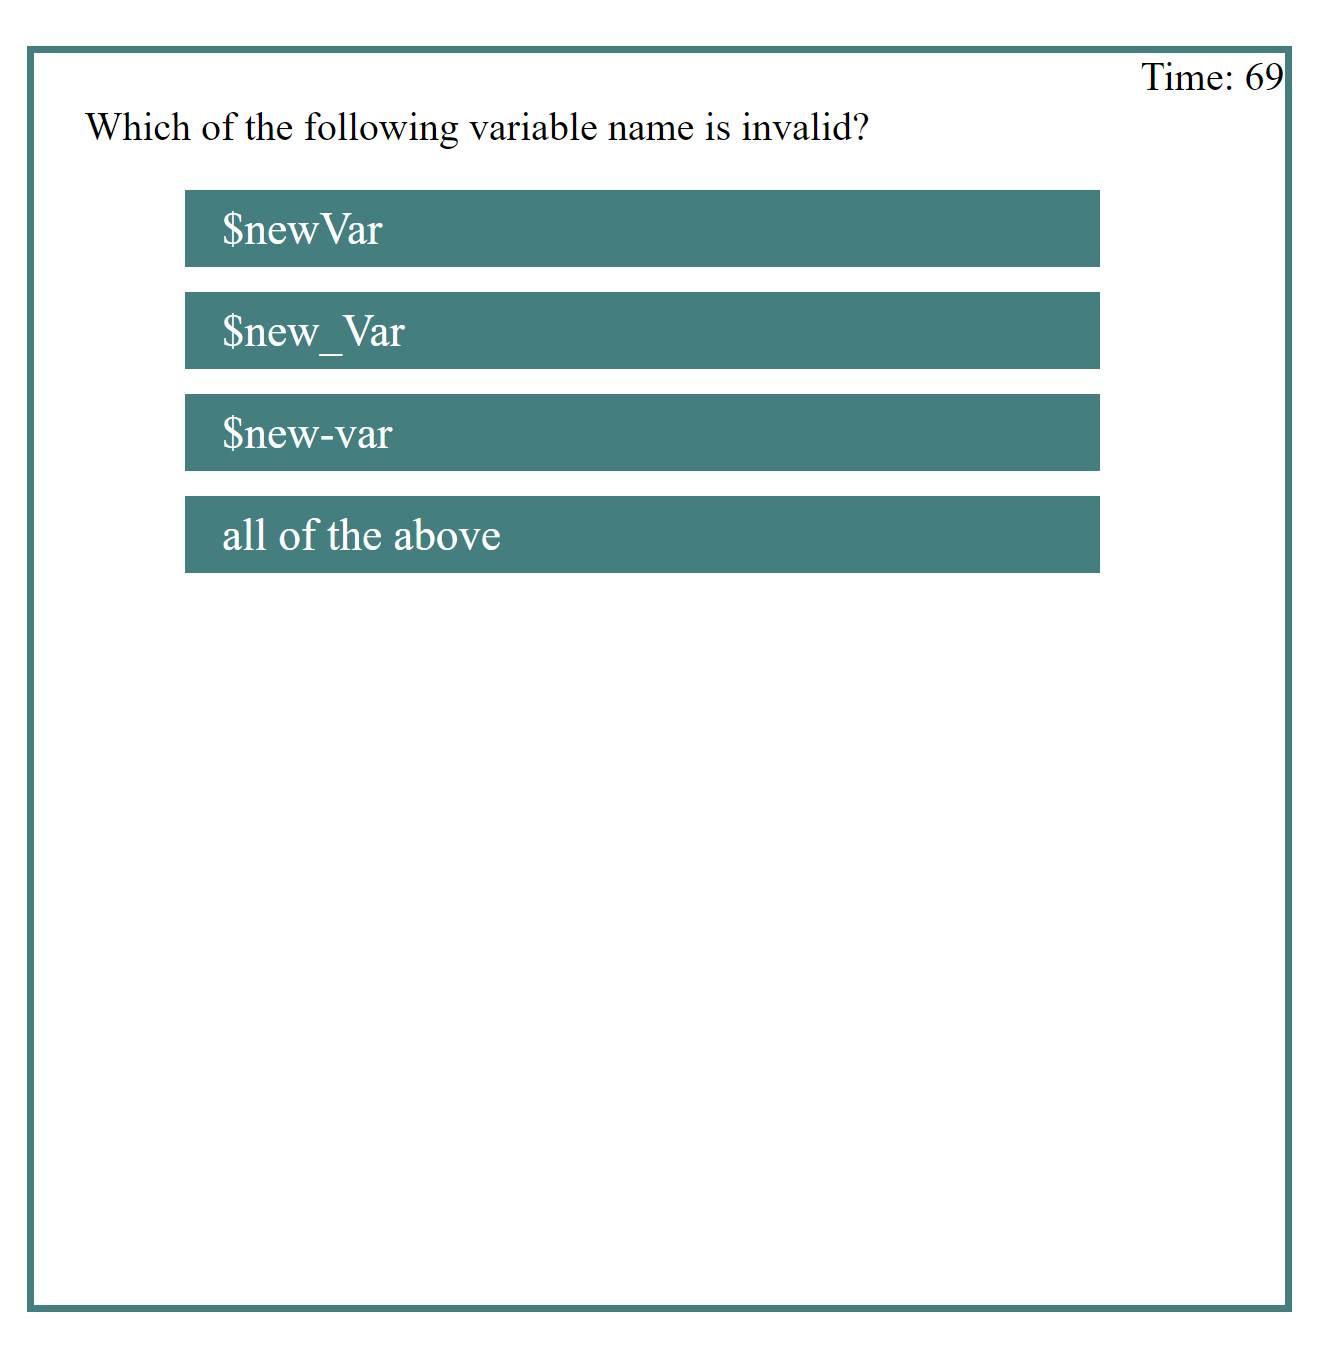 Time: 69
Which of the following variable name is invalid?
$newVar
$new_Var
$new-var
all of the above